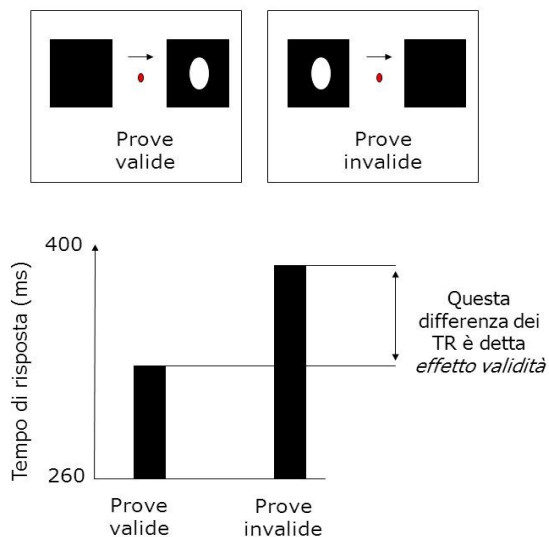 Prove
valide
Prove
invalide
400
Tempo di risposta (ms)
260
Questa
differenza dei
TR è detta
effetto validità
Prove
valide
Prove
invalide